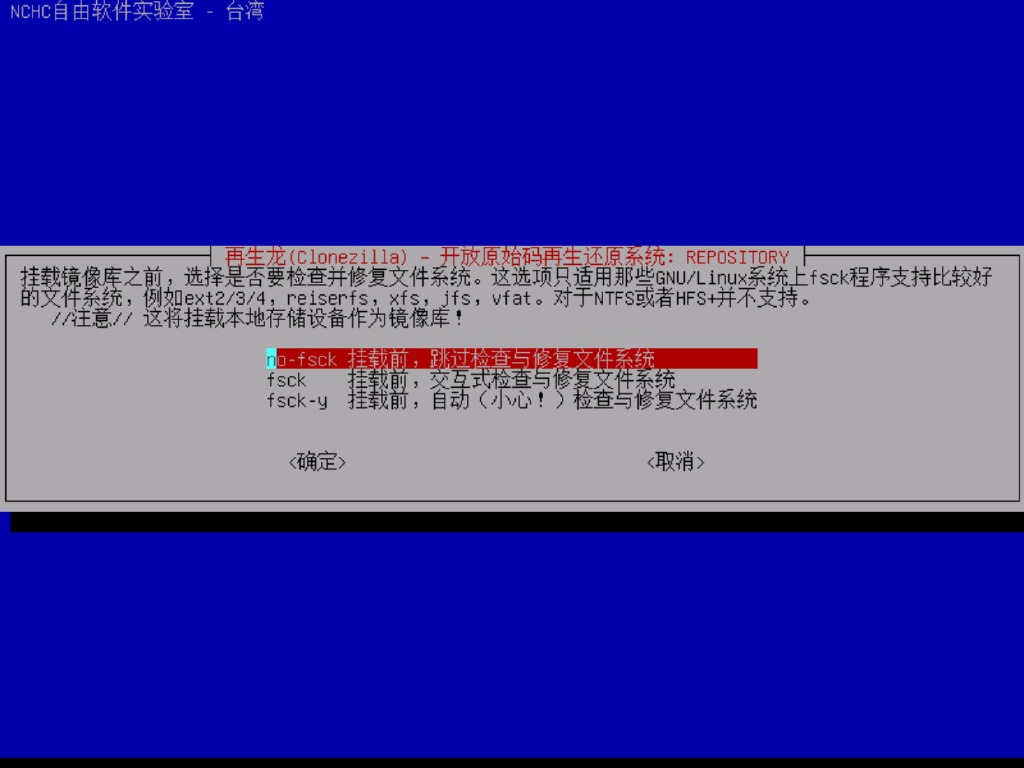 NCHC自由软件实验室 - 台湾
再生龙(Clonezilla) - 开放原始码再生还原系统: REPOSITORY
挂载镜像库之前，选择是否要检查并修复文件系统。这选项只适用那些GNU/Linux系统上fsck程序支持比较好
的文件系统，例如ext2/3/4，reiserfs，xfs，jfs，vfat。对于NTFS或者HFS+并不支持。
//注意// 这将挂载本地存储设备作为镜像库！
no-fsck 挂载前，跳过检查与修复文件系统
fsck 挂载前，交互式检查与修复文件系统
fsck-y 挂载前，自动（小心！）检查与修复文件系统
<确定> <取消>